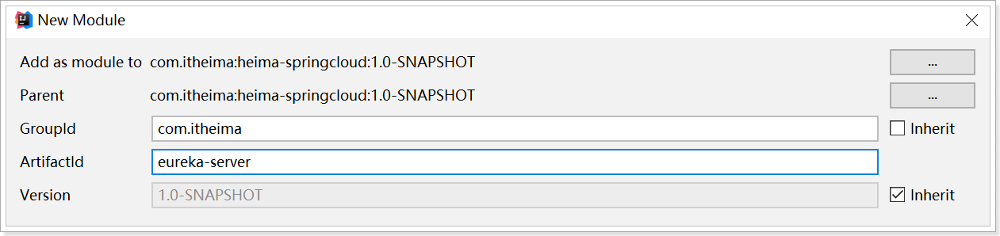 New Module
Add as module to com.itheima:heima-springcloud:1.0-SNAPSHOT ...
Parent com.itheima:heima-springcloud:1.0-SNAPSHOT ...
GroupId com.itheima Inherit
ArtifactId eureka-server
Version 1.0-SNAPSHOT Inherit